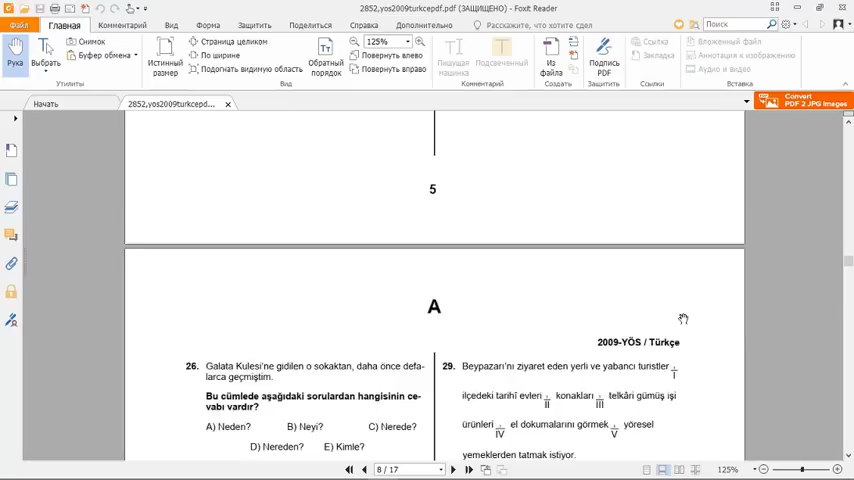 2852,yos2009turkcepdf.pdf (ЗАЩИЩЕНО) - Foxit Reader
Файл Главная Комментарий Вид Форма Защитить Поделиться Справка Дополнительно Расскажите, что хотите сдел Поиск
Рука
Выбрать
Снимок
Буфер обмена
Утилиты
Истинный размер
Страница целиком
По ширине
Подогнать видимую область
Обратный порядок
125%
Повернуть влево
Повернуть вправо
Вид
Пишущая машинка
Подсвеченный
Комментарий
Из файла
Создать
Подпись PDF
Защитить
Ссылка
Закладка
Ссылки
Вложенный файл
Аннотация к изображению
Аудио и видео
Вставка
Начать
2852,yos2009turkcepd...
Convert
PDF 2 JPG Images
5
A
2009-YÖS / Türkçe
26. Galata Kulesi'ne gidilen o sokaktan, daha önce defa-
larca geçmiştim.
Bu cümlede aşağıdaki sorulardan hangisinin ce-
vabı vardır?
A) Neden? B) Neyi? C) Nerede?
D) Nereden? E) Kimle?
29. Beypazarı'nı ziyaret eden yerli ve yabancı turistler ,
I
ilçedeki tarihî evleri , konakları , telkâri gümüş işi
II III
ürünleri , el dokumalarını görmek , yöresel
IV V
yemeklerden tatmak istiyor.
8 / 17
125%